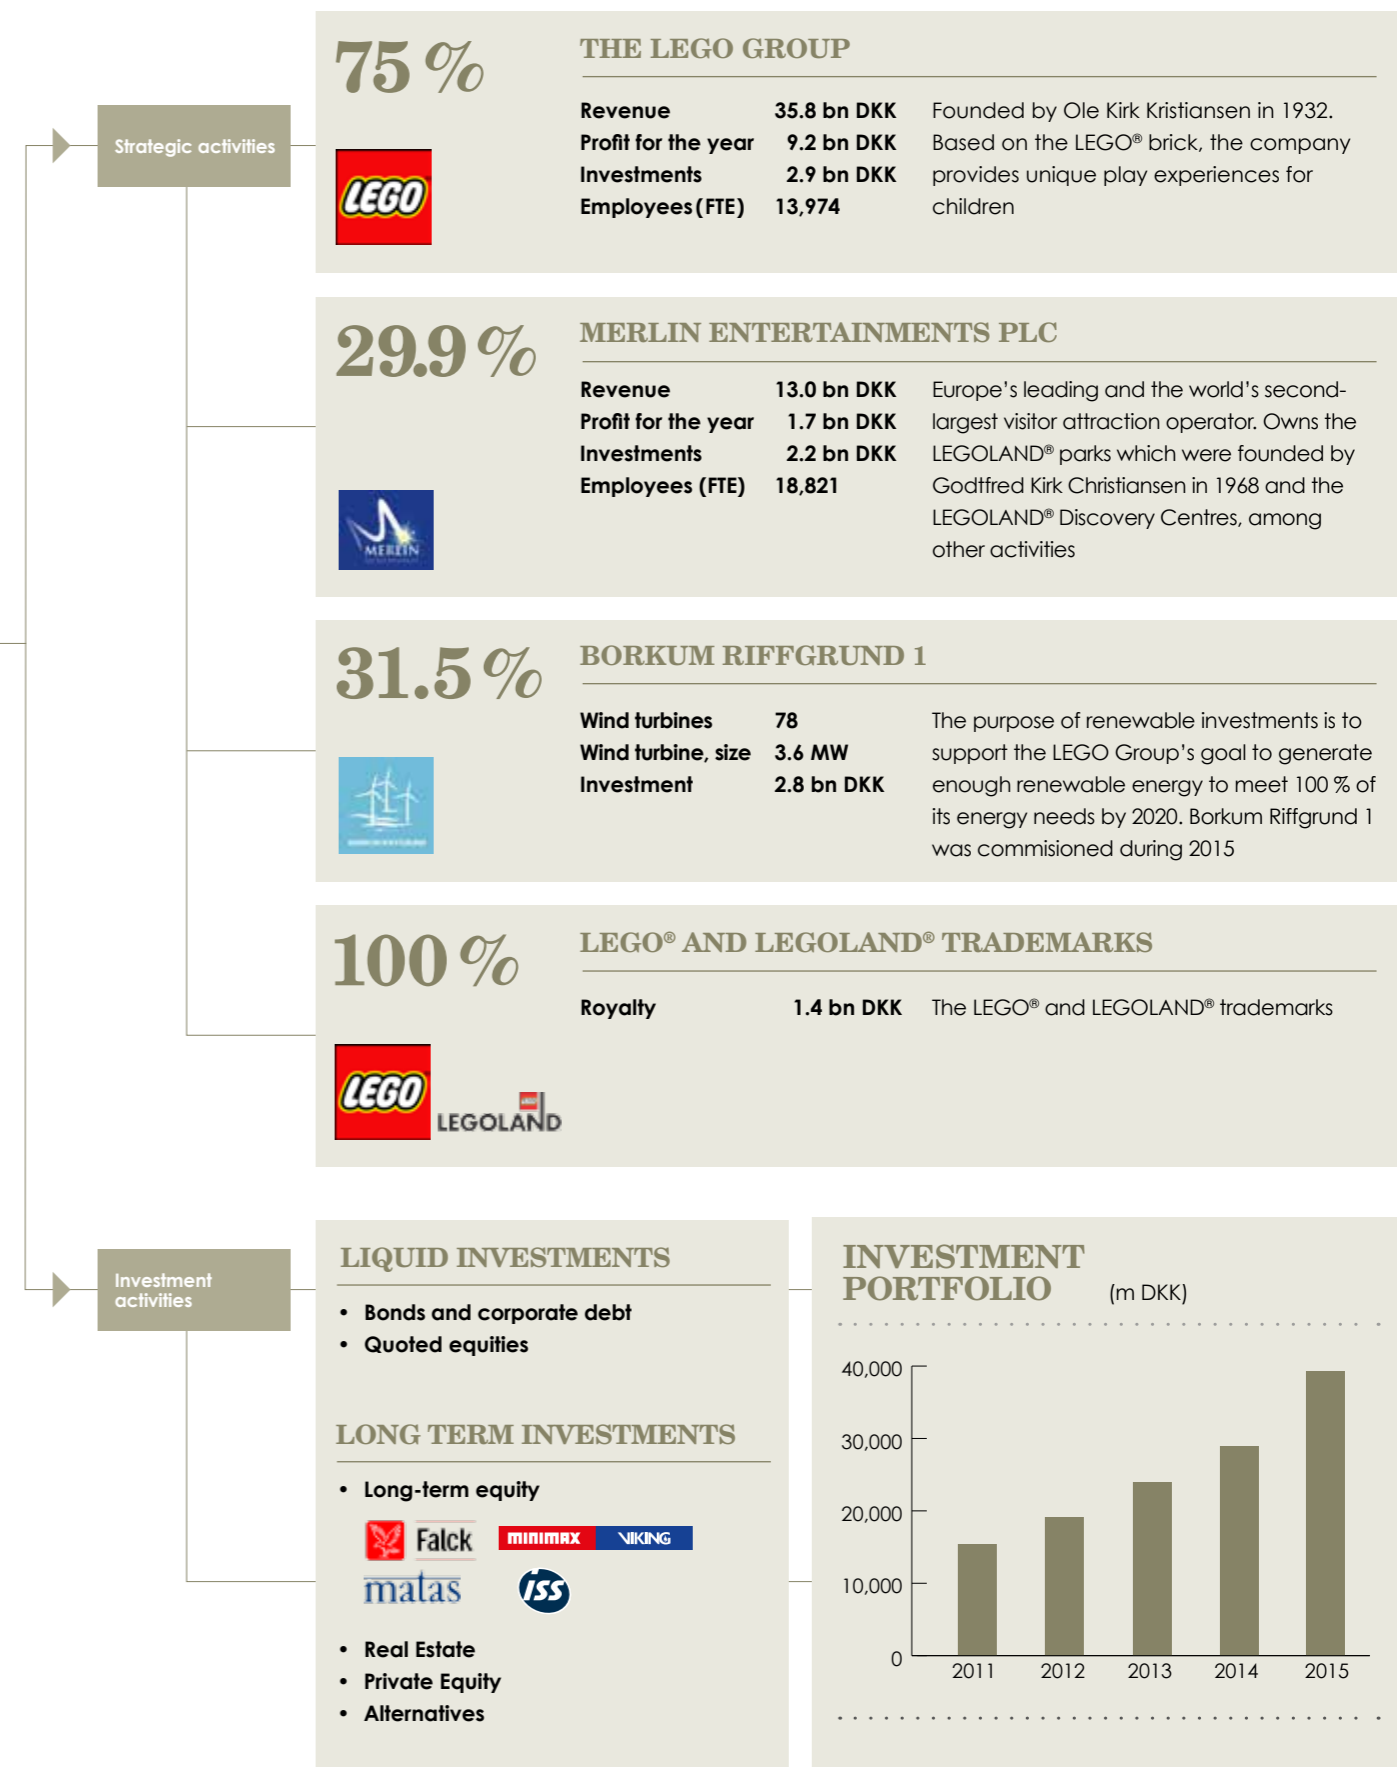 Strategic activities
75 %
LEGO
THE LEGO GROUP
Revenue 35.8 bn DKK
Profit for the year 9.2 bn DKK
Investments 2.9 bn DKK
Employees (FTE) 13,974
Founded by Ole Kirk Kristiansen in 1932.
Based on the LEGO® brick, the company
provides unique play experiences for
children
29.9 %
MERLIN
MERLIN ENTERTAINMENTS PLC
Revenue 13.0 bn DKK
Profit for the year 1.7 bn DKK
Investments 2.2 bn DKK
Employees (FTE) 18,821
Europe's leading and the world's second-
largest visitor attraction operator. Owns the
LEGOLAND® parks which were founded by
Godtfred Kirk Christiansen in 1968 and the
LEGOLAND® Discovery Centres, among
other activities
31.5 %
BORKUM RIFFGRUND 1
Wind turbines 78
Wind turbine, size 3.6 MW
Investment 2.8 bn DKK
The purpose of renewable investments is to
support the LEGO Group's goal to generate
enough renewable energy to meet 100 % of
its energy needs by 2020. Borkum Riffgrund 1
was commisioned during 2015
100 %
LEGO
LEGO
LEGOLAND
LEGO® AND LEGOLAND® TRADEMARKS
Royalty 1.4 bn DKK
The LEGO® and LEGOLAND® trademarks
Investment
activities
LIQUID INVESTMENTS
• Bonds and corporate debt
• Quoted equities
LONG TERM INVESTMENTS
• Long-term equity
Falck
MINIMAX VIKING
matas
ISS
• Real Estate
• Private Equity
• Alternatives
INVESTMENT
PORTFOLIO (m DKK)
40,000
30,000
20,000
10,000
0
2011 2012 2013 2014 2015